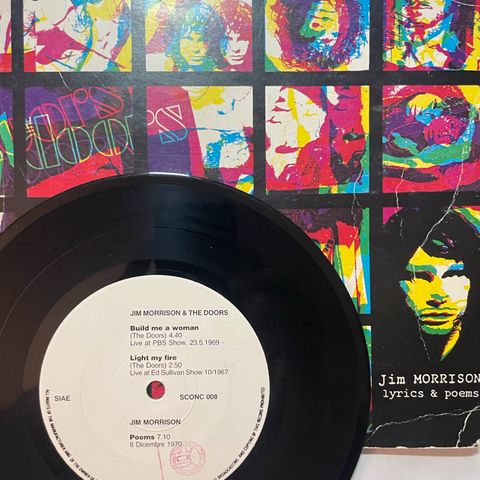 doors
Jim MORRISON
lyrics & poems
JIM MORRISON & THE DOORS
Build me a woman
(The Doors) 4.40
Live at PBS Show, 23.5.1969 -
Light my fire
(The Doors) 2.50
Live at Ed Sullivan Show 10/1967
SIAE
SCONC 008
JIM MORRISON
Poems 7.10
8 Dicembre 1970